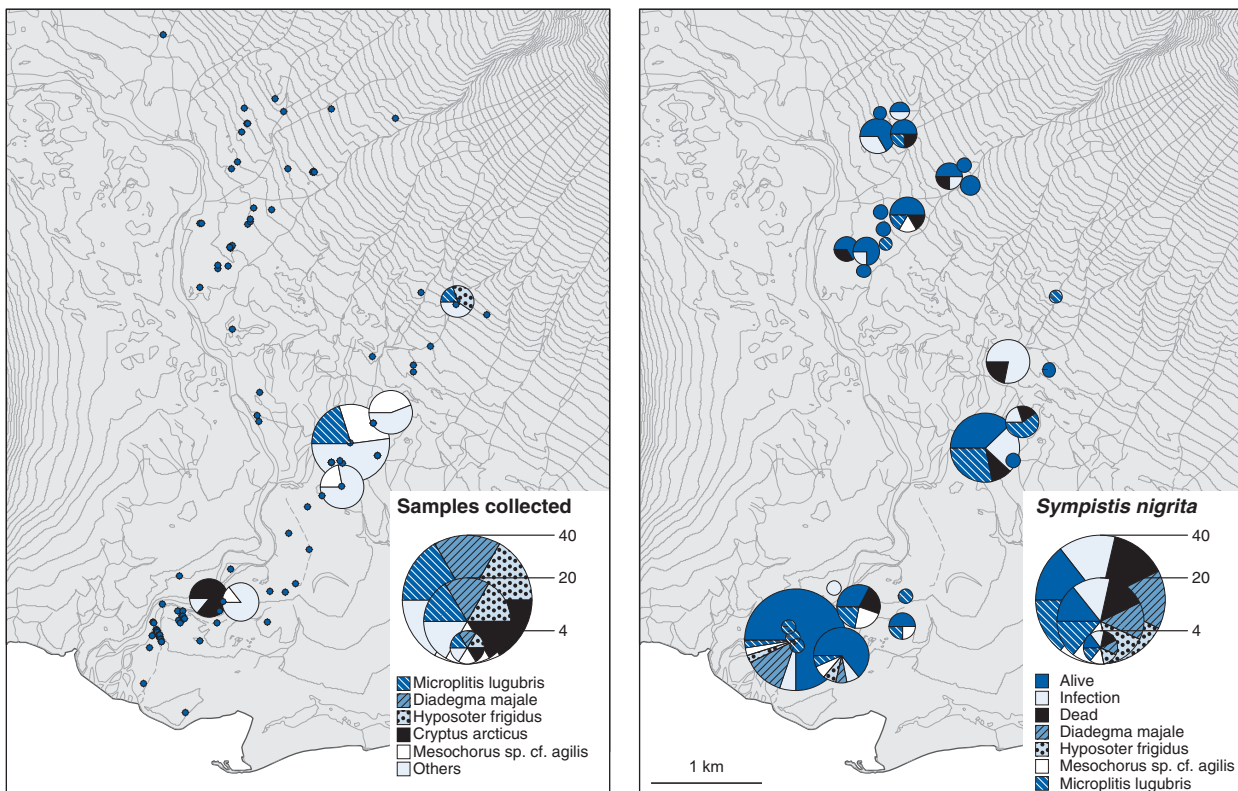 Samples collected
40
20
4
Microplitis lugubris
Diadegma majale
Hyposoter frigidus
Cryptus arcticus
Mesochorus sp. cf. agilis
Others
Sympistis nigrita
40
20
4
Alive
Infection
Dead
Diadegma majale
Hyposoter frigidus
Mesochorus sp. cf. agilis
Microplitis lugubris
1 km